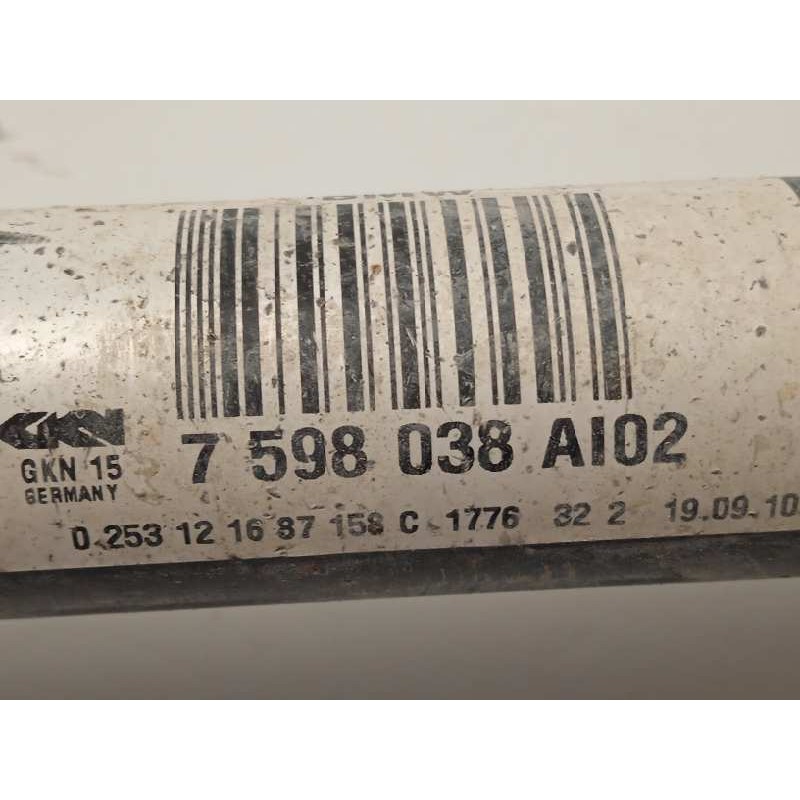 BMW
GKN
7 598 038 AI02
GKN 15
GERMANY
0.253 12 16 87 158 C 1776 32 2 19.09.10